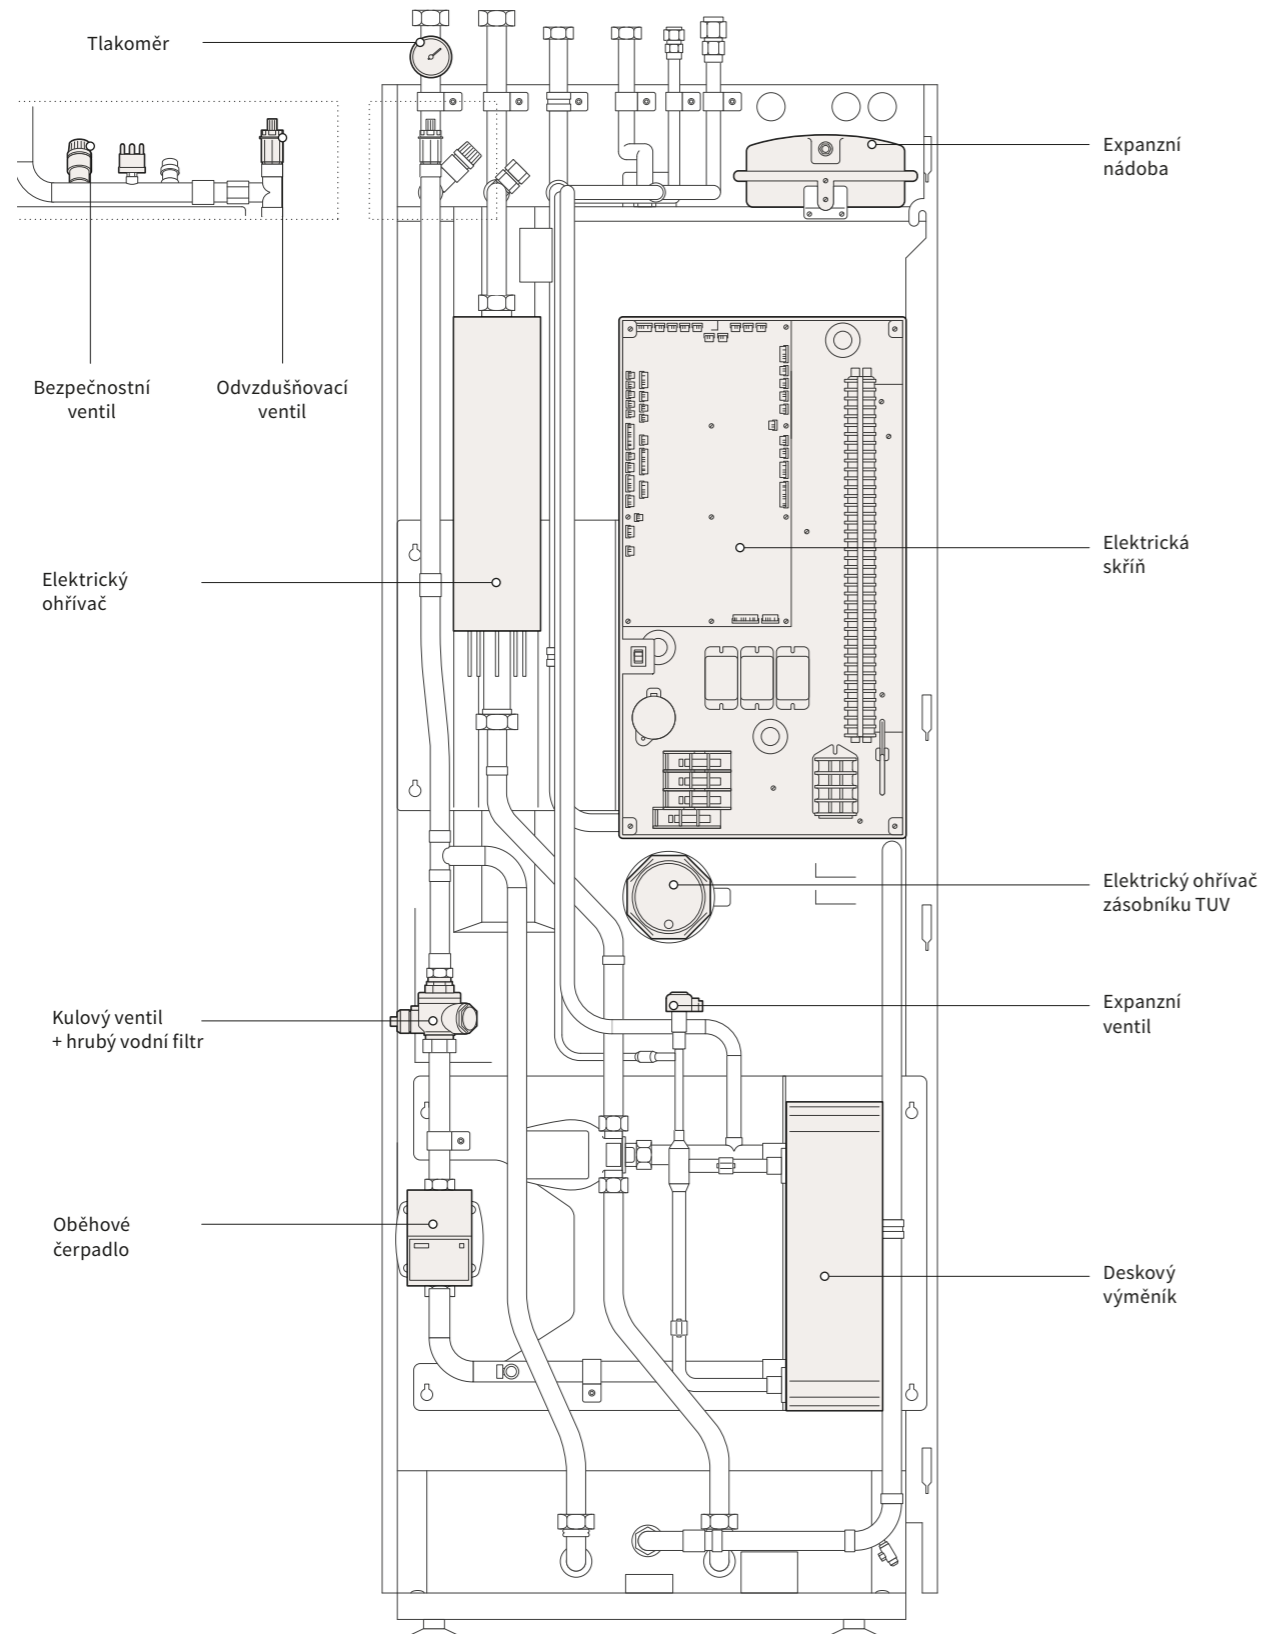 Tlakoměr
Expanzní
nádoba
Bezpečnostní
ventil
Odvzdušňovací
ventil
Elektrická
skříň
Elektrický
ohřívač
Elektrický ohřívač
zásobníku TUV
Expanzní
ventil
Kulový ventil
+ hrubý vodní filtr
Oběhové
čerpadlo
Deskový
výměník